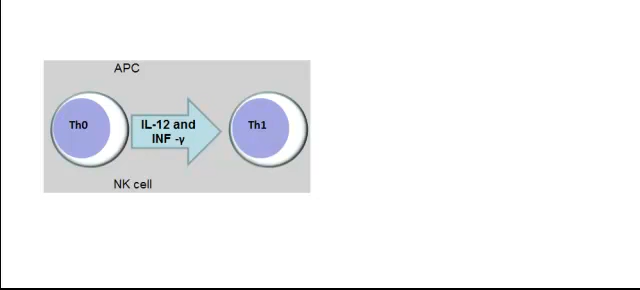 APC
Th0
IL-12 and
INF -γ
Th1
NK cell